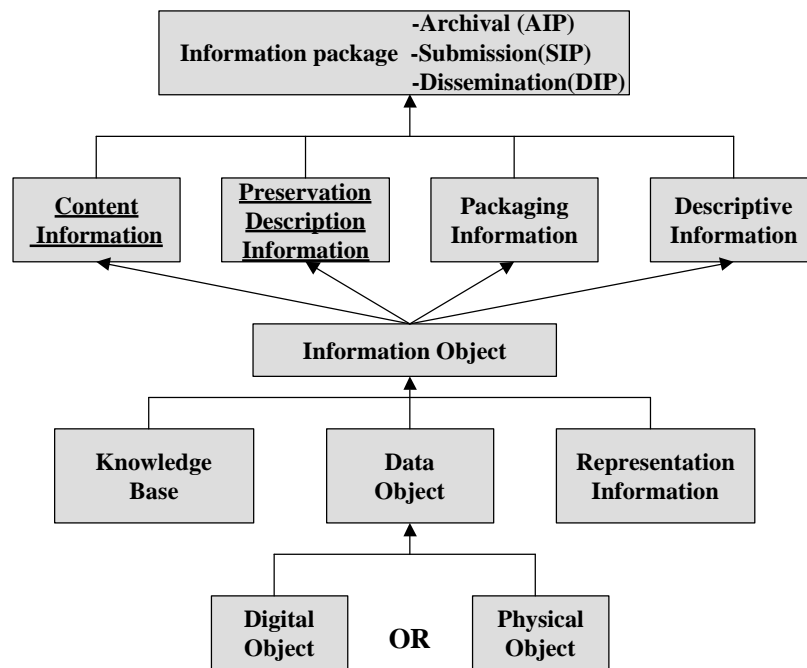 Information package
-Archival (AIP)
-Submission(SIP)
-Dissemination(DIP)
Content
Information
Preservation
Description
Information
Packaging
Information
Descriptive
Information
Information Object
Knowledge
Base
Data
Object
Representation
Information
Digital
Object
OR
Physical
Object